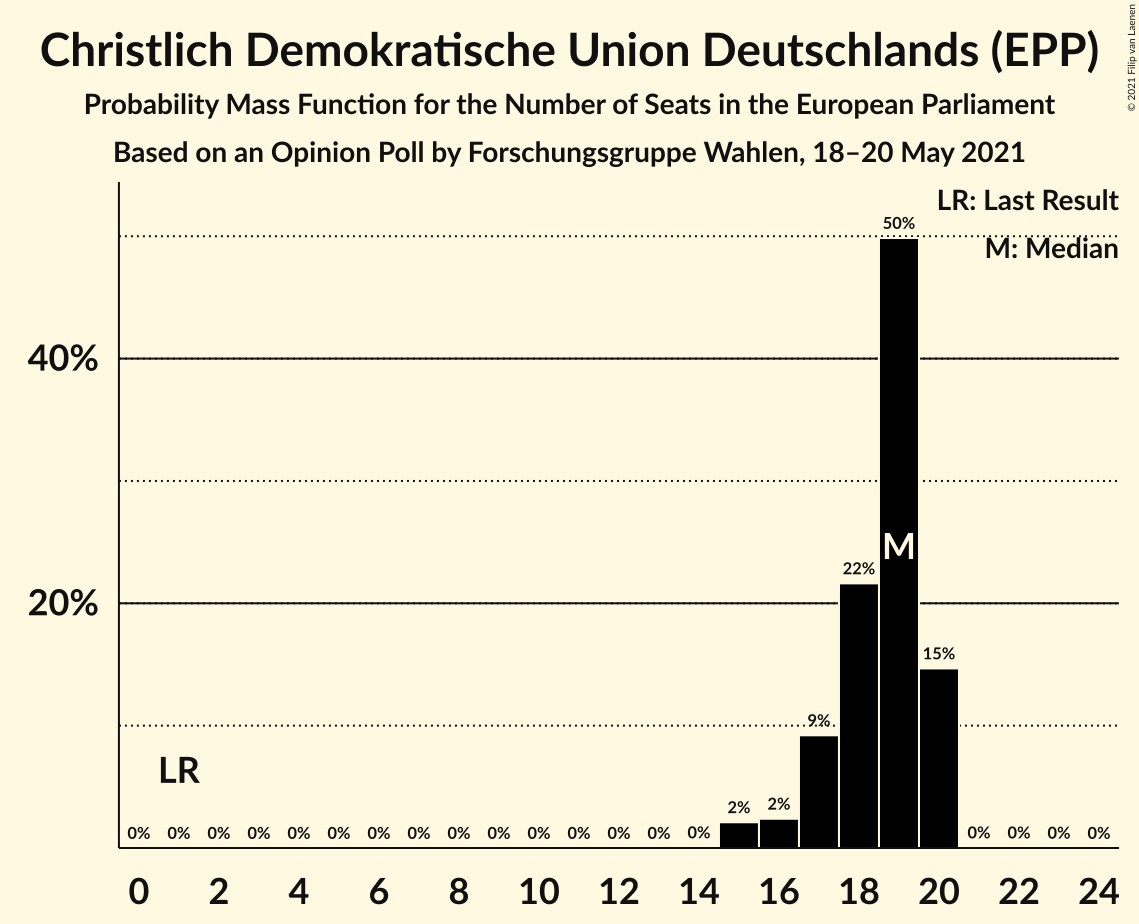 Christlich Demokratische Union Deutschlands (EPP)
Probability Mass Function for the Number of Seats in the European Parliament
Based on an Opinion Poll by Forschungsgruppe Wahlen, 18–20 May 2021
© 2021 Filip van Laenen
LR: Last Result
M: Median
50%
40%
M
22%
20%
15%
9%
LR
2% 2%
0% 0% 0% 0% 0% 0% 0% 0% 0% 0% 0% 0% 0% 0% 0% 0% 0% 0% 0%
0 2 4 6 8 10 12 14 16 18 20 22 24